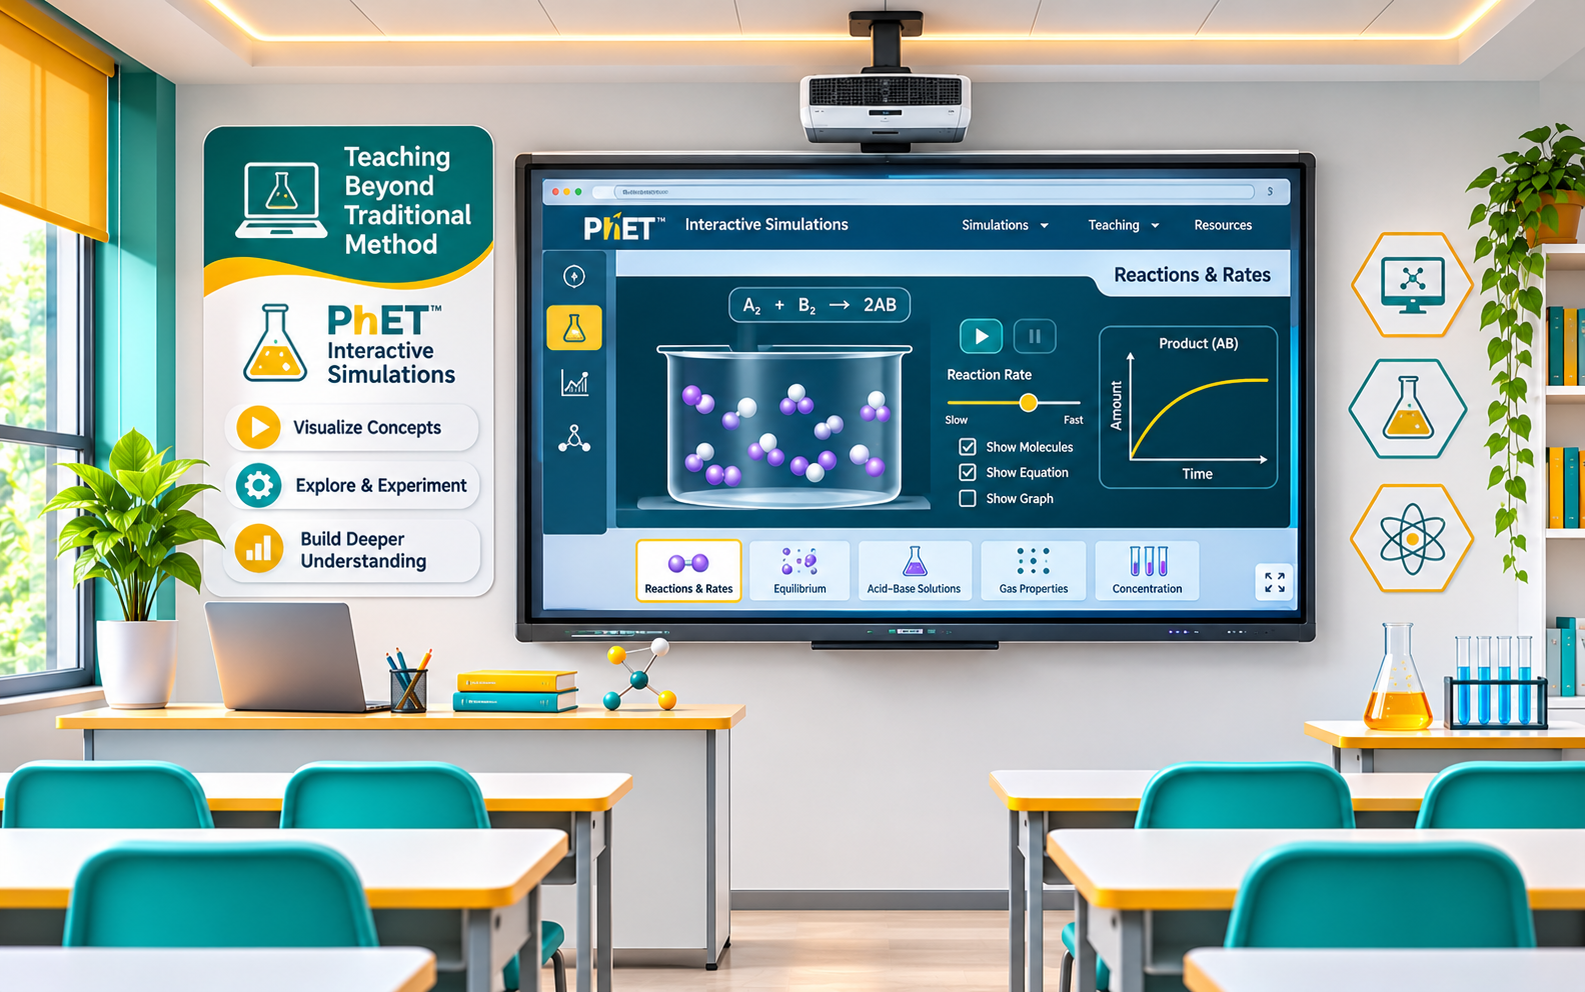 Teaching
Beyond
Traditional
Method
PhET™
Interactive
Simulations
Visualize Concepts
Explore & Experiment
Build Deeper
Understanding
PhET™ Interactive Simulations Simulations Teaching Resources
Reactions & Rates
A₂ + B₂ → 2AB
Reaction Rate
Slow Fast
Show Molecules
Show Equation
Show Graph
Product (AB)
Amount
Time
Reactions & Rates
Equilibrium
Acid-Base Solutions
Gas Properties
Concentration